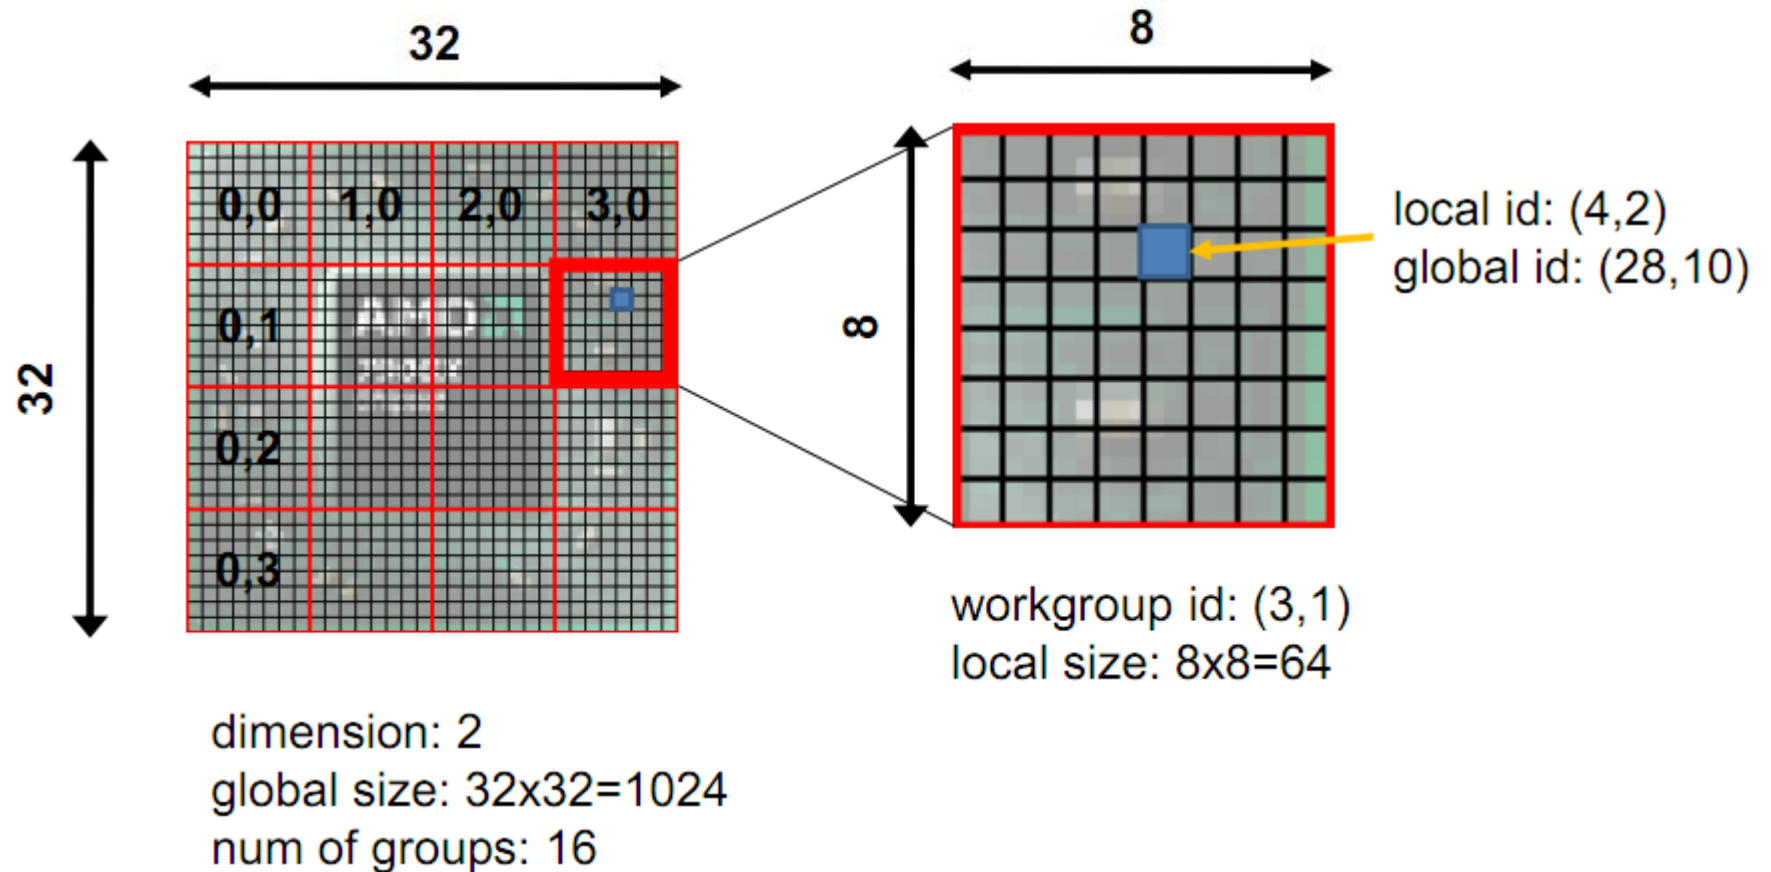 32
8
32
0,0 1,0 2,0 3,0
0,1
0,2
0,3
AMD
8
local id: (4,2)
global id: (28,10)
workgroup id: (3,1)
local size: 8x8=64
dimension: 2
global size: 32x32=1024
num of groups: 16